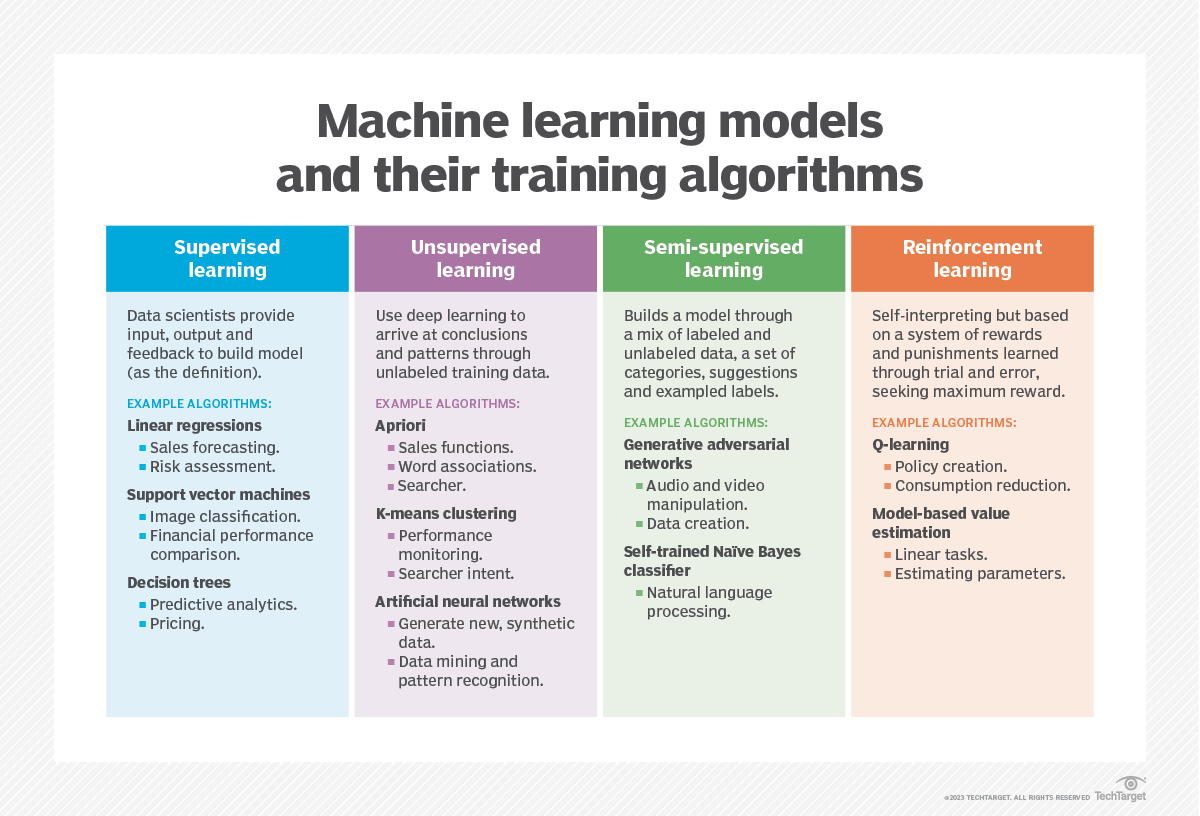 Machine learning models
and their training algorithms
Supervised
learning
Data scientists provide
input, output and
feedback to build model
(as the definition).
EXAMPLE ALGORITHMS:
Linear regressions
■ Sales forecasting.
■ Risk assessment.
Support vector machines
■ Image classification.
■ Financial performance
comparison.
Decision trees
■ Predictive analytics.
■ Pricing.
Unsupervised
learning
Use deep learning to
arrive at conclusions
and patterns through
unlabeled training data.
EXAMPLE ALGORITHMS:
Apriori
■ Sales functions.
■ Word associations.
■ Searcher.
K-means clustering
■ Performance
monitoring.
■ Searcher intent.
Artificial neural networks
■ Generate new, synthetic
data.
■ Data mining and
pattern recognition.
Semi-supervised
learning
Builds a model through
a mix of labeled and
unlabeled data, a set of
categories, suggestions
and exampled labels.
EXAMPLE ALGORITHMS:
Generative adversarial
networks
■ Audio and video
manipulation.
■ Data creation.
Self-trained Naïve Bayes
classifier
■ Natural language
processing.
Reinforcement
learning
Self-interpreting but based
on a system of rewards
and punishments learned
through trial and error,
seeking maximum reward.
EXAMPLE ALGORITHMS:
Q-learning
■ Policy creation.
■ Consumption reduction.
Model-based value
estimation
■ Linear tasks.
■ Estimating parameters.
©2023 TECHTARGET. ALL RIGHTS RESERVED TechTarget